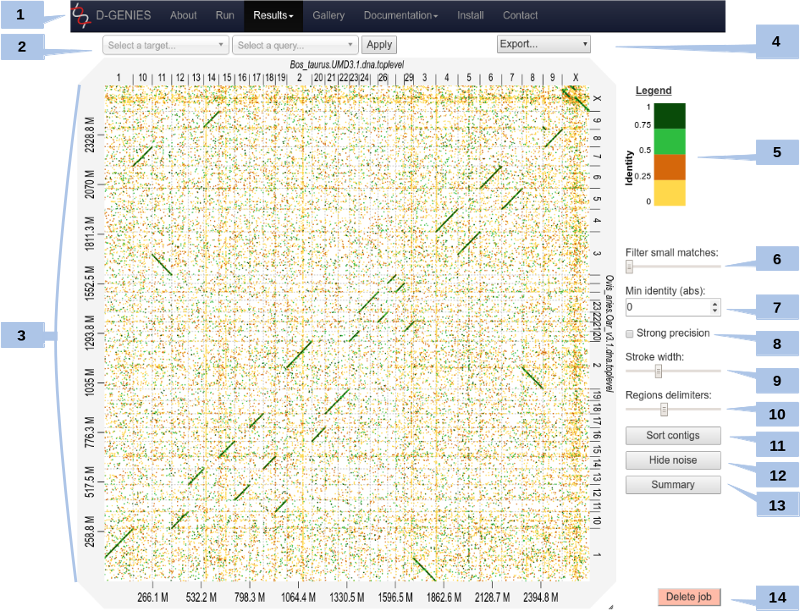 1 D-GENIES About Run Results Gallery Documentation Install Contact
2 Select a target... Select a query... Apply Export... 4
Bos_taurus.UMD3.1.dna.toplevel
1 10 11 12 13 14 15 16 17 18 19 2 20 21 22 23 24 26 29 3 4 5 6 7 8 9 X
X
9
8
7
6
5
4
3
23
22
21
20
2
19
18
17
16
15
14
13
12
11
10
1
Ovis_aries.Oar_v3.1.dna.toplevel
2328.8 M
2070 M
1811.3 M
1552.5 M
1293.8 M
1035 M
776.3 M
517.5 M
258.8 M
266.1 M 532.2 M 798.3 M 1064.4 M 1330.5 M 1596.5 M 1862.6 M 2128.7 M 2394.8 M
3
Legend
1
0.75
0.5
0.25
0
Identity
5
Filter small matches:
6
Min identity (abs):
0
7
Strong precision
8
Stroke width:
9
Regions delimiters:
10
Sort contigs
11
Hide noise
12
Summary
13
Delete job
14